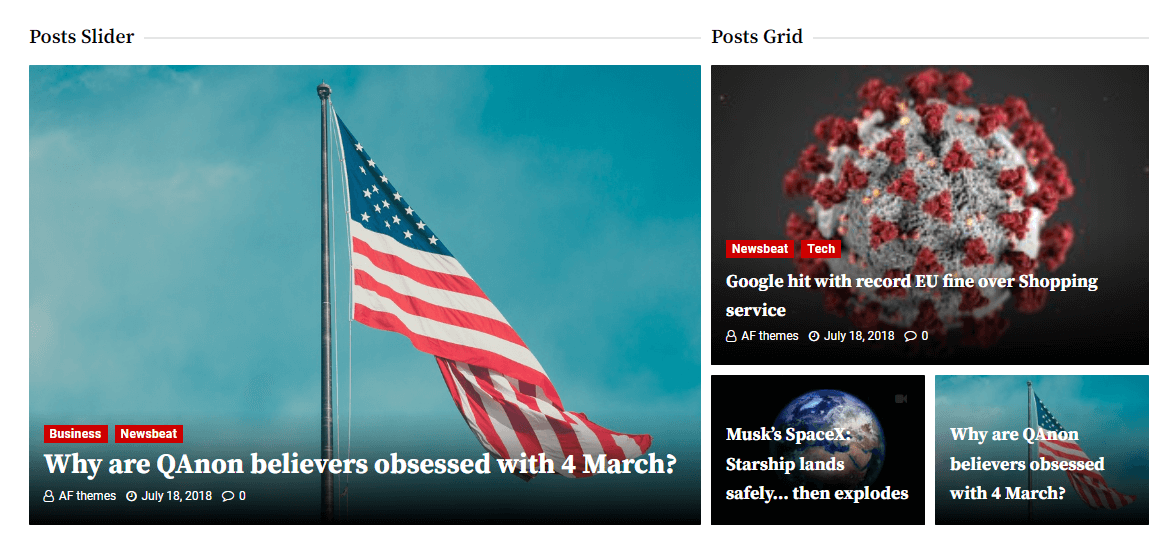 Posts Slider
Business Newsbeat
Why are QAnon believers obsessed with 4 March?
AF themes July 18, 2018 0
Posts Grid
Newsbeat Tech
Google hit with record EU fine over Shopping
service
AF themes July 18, 2018 0
Musk’s SpaceX:
Starship lands
safely... then explodes
Why are QAnon
believers obsessed
with 4 March?